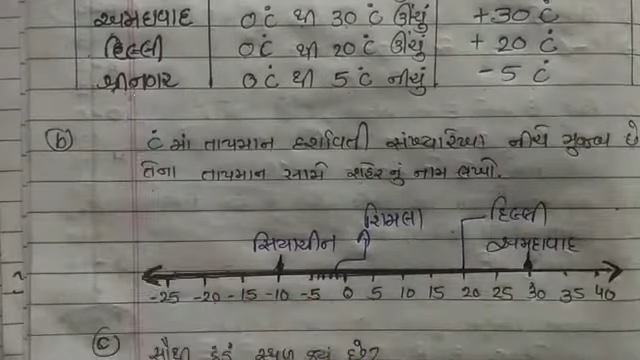 અમદાવાદ 0°C થી 30°C ઊંચું +30°C
દિલ્લી 0°C થી 20°C ઊંચું +20°C
શ્રીનગર 0°C થી 5°C નીચું -5°C
(b) °C માં તાપમાન દર્શાવતી સંખ્યારેખા નીચે મુજબ છે
તેના તાપમાન સામે શહેરનું નામ લખો.
શિમલા દિલ્લી
સિયાચીન અમદાવાદ
-25 -20 -15 -10 -5 0 5 10 15 20 25 30 35 40
(c) સૌથી ઠંડું સ્થળ ક્યું છે?